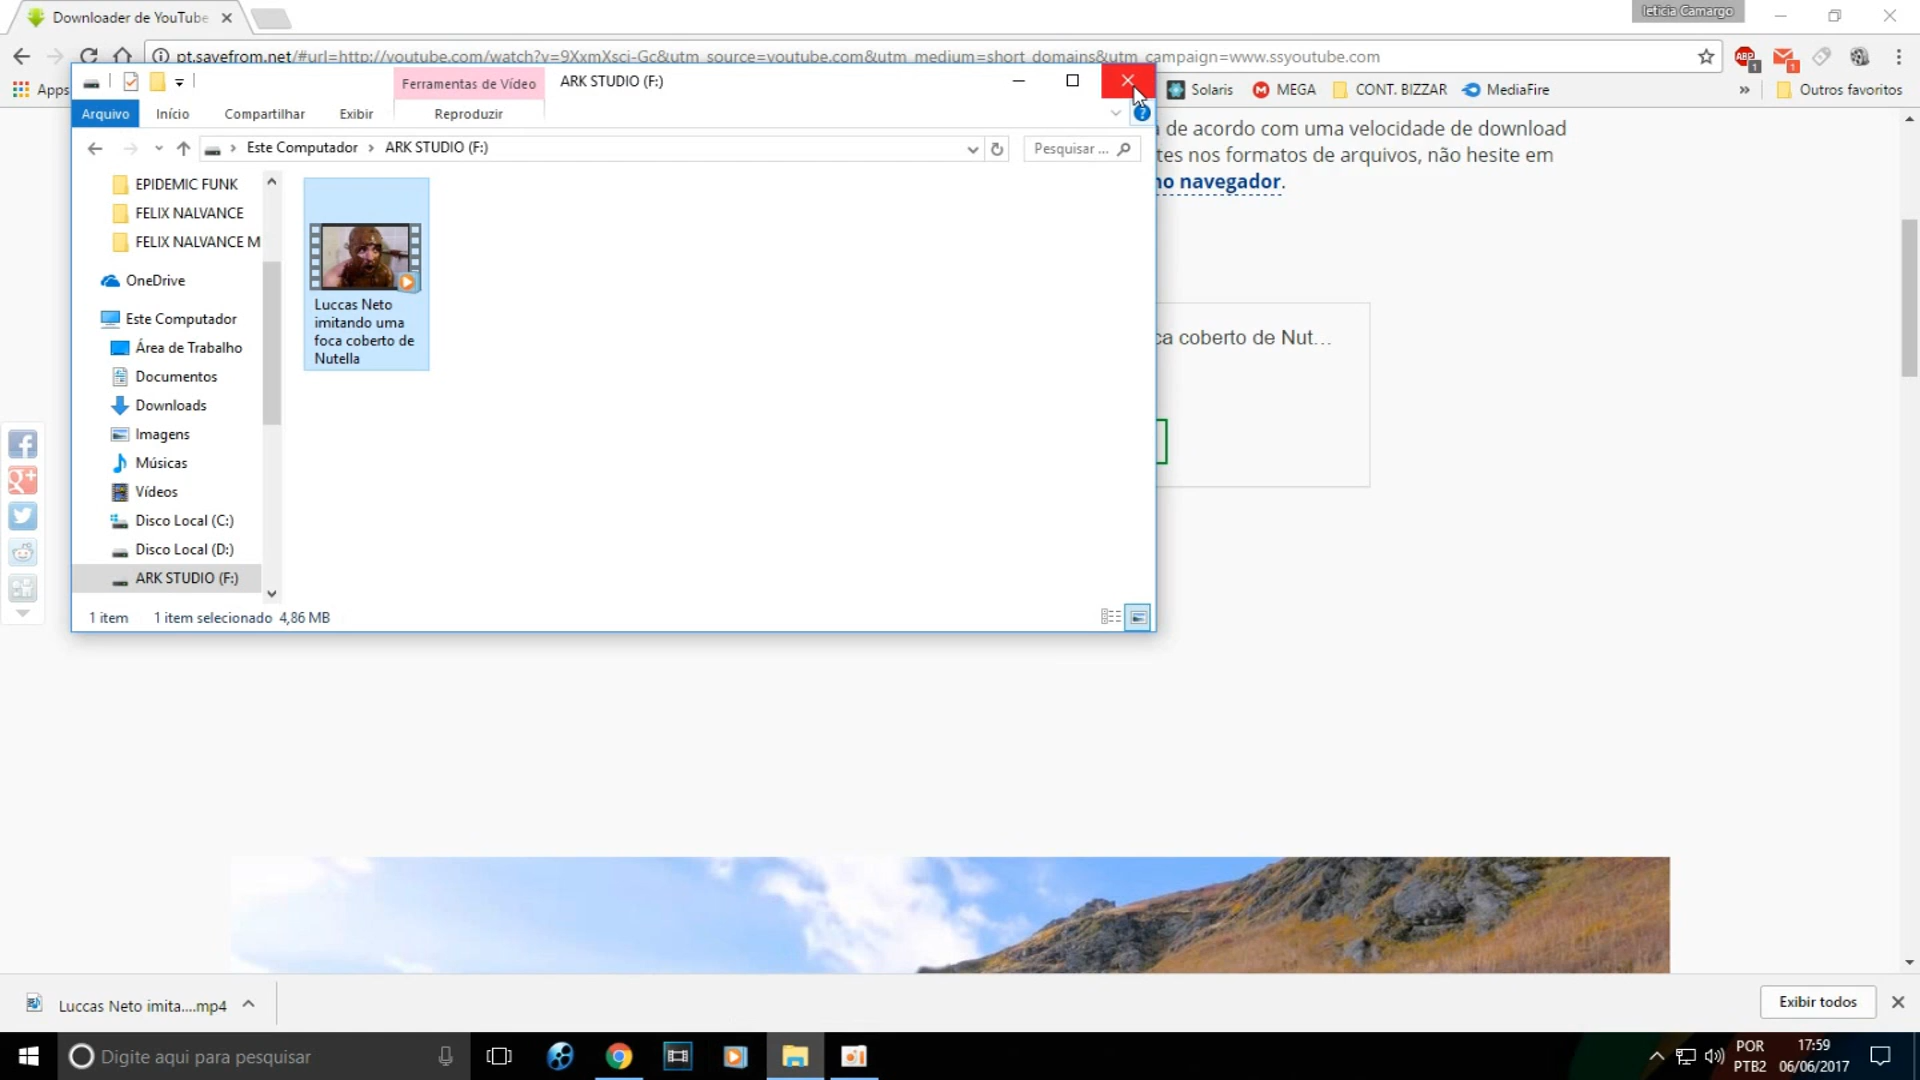 Downloader de YouTube
leticia Camargo
pt.savefrom.net/#url=http://youtube.com/watch?v=9XxmXsci-Gc&utm_source=youtube.com&utm_medium=short_domains&utm_campaign=www.ssyoutube.com
ABP
1
1
Apps
Solaris
MEGA
CONT. BIZZAR
MediaFire
»
Outros favoritos
Ferramentas de Vídeo
ARK STUDIO (F:)
Arquivo
Início
Compartilhar
Exibir
Reproduzir
Este Computador
ARK STUDIO (F:)
Pesquisar ...
de acordo com uma velocidade de download
tes nos formatos de arquivos, não hesite em
no navegador.
EPIDEMIC FUNK
FELIX NALVANCE
FELIX NALVANCE M
OneDrive
Este Computador
Área de Trabalho
Documentos
Downloads
Imagens
Músicas
Vídeos
Disco Local (C:)
Disco Local (D:)
ARK STUDIO (F:)
Luccas Neto
imitando uma
foca coberto de
Nutella
ca coberto de Nut...
1 item
1 item selecionado 4,86 MB
Luccas Neto imita....mp4
Exibir todos
Digite aqui para pesquisar
POR
PTB2
17:59
06/06/2017